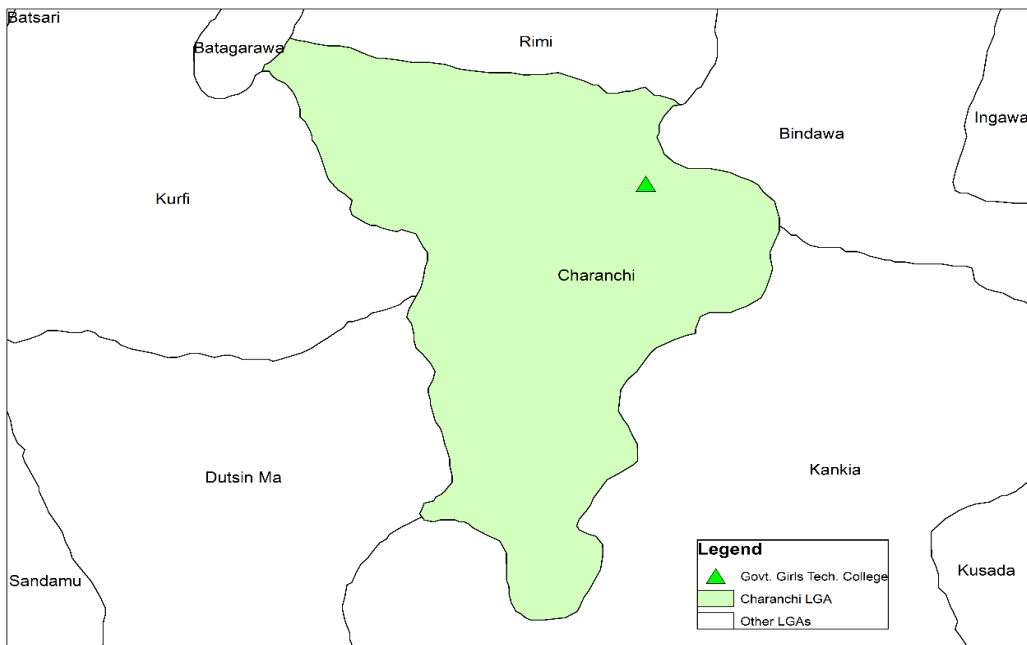 Batsari
Batagarawa
Rimi
Bindawa
Ingawa
Kurfi
Charanchi
Dutsin Ma
Kankia
Sandamu
Kusada
Legend
Govt. Girls Tech. College
Charanchi LGA
Other LGAs